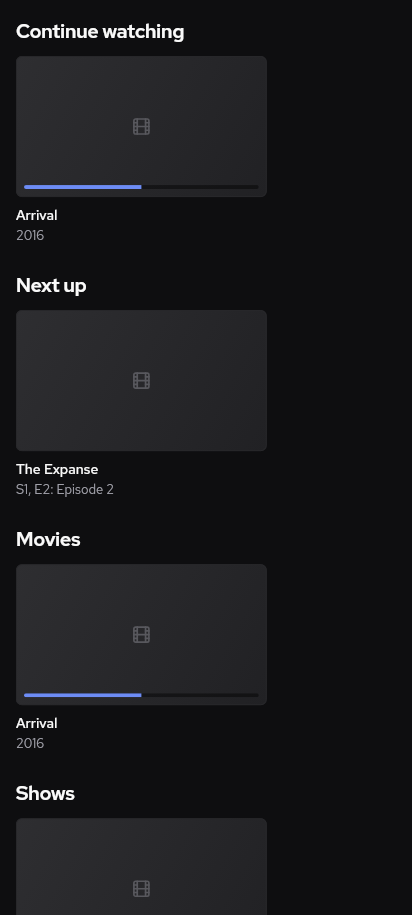 Continue watching
Arrival
2016
Next up
The Expanse
S1, E2: Episode 2
Movies
Arrival
2016
Shows